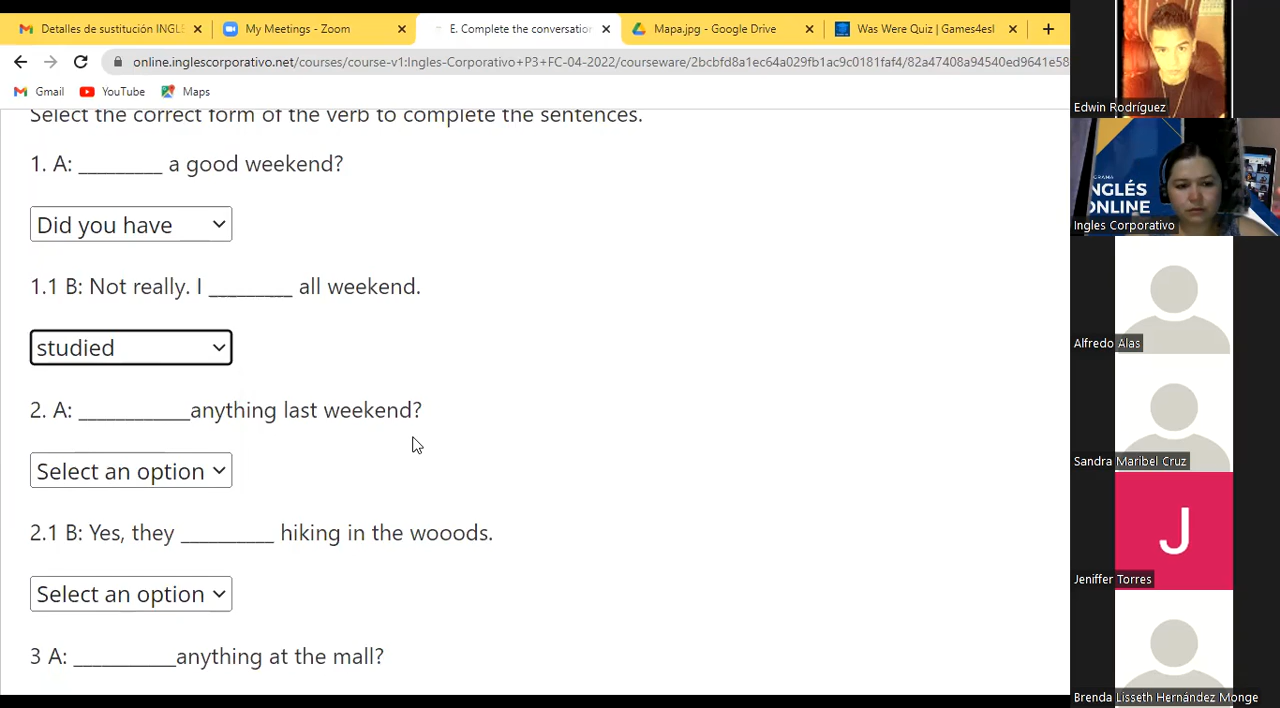 Detalles de sustitución INGLE
My Meetings - Zoom
E. Complete the conversation
Mapa.jpg - Google Drive
Was Were Quiz | Games4esl
online.inglescorporativo.net/courses/course-v1:Ingles-Corporativo+P3+FC-04-2022/courseware/2bcbfd8a1ec64a029fb1ac9c0181faf4/82a47408a94540ed9641e58
Gmail
YouTube
Maps
Select the correct form of the verb to complete the sentences.
1. A: _________ a good weekend?
Did you have
1.1 B: Not really. I _________ all weekend.
studied
2. A: ____________anything last weekend?
Select an option
2.1 B: Yes, they __________ hiking in the wooods.
Select an option
3 A: ___________anything at the mall?
Edwin Rodríguez
INGLÉS
ONLINE
Ingles Corporativo
Alfredo Alas
Sandra Maribel Cruz
J
Jeniffer Torres
Brenda Lisseth Hernández Monge